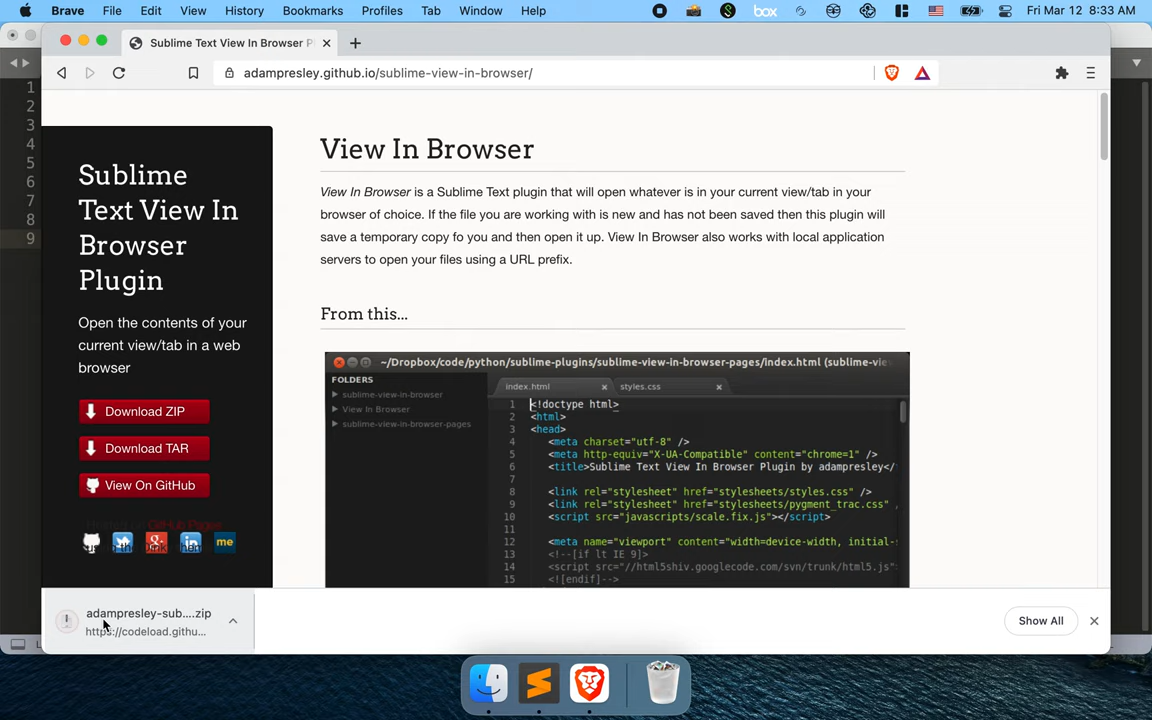 Brave File Edit View History Bookmarks Profiles Tab Window Help box Fri Mar 12 8:33 AM
Sublime Text View In Browser P
adampresley.github.io/sublime-view-in-browser/
1
2
3
4
5
6
7
8
9
Sublime
Text View In
Browser
Plugin
Open the contents of your
current view/tab in a web
browser
Download ZIP
Download TAR
View On GitHub
Hosted on GitHub Pages
me
View In Browser
View In Browser is a Sublime Text plugin that will open whatever is in your current view/tab in your
browser of choice. If the file you are working with is new and has not been saved then this plugin will
save a temporary copy fo you and then open it up. View In Browser also works with local application
servers to open your files using a URL prefix.
From this...
~/Dropbox/code/python/sublime-plugins/sublime-view-in-browser-pages/index.html (sublime-vie
FOLDERS
sublime-view-in-browser
View In Browser
sublime-view-in-browser-pages
index.html
styles.css
1 <!doctype html>
2 <html>
3 <head>
4 <meta charset="utf-8" />
5 <meta http-equiv="X-UA-Compatible" content="chrome=1" />
6 <title>Sublime Text View In Browser Plugin by adampresley</
7
8 <link rel="stylesheet" href="stylesheets/styles.css" />
9 <link rel="stylesheet" href="stylesheets/pygment_trac.css"
10 <script src="javascripts/scale.fix.js"></script>
11
12 <meta name="viewport" content="width=device-width, initial-
13 <!--[if lt IE 9]>
14 <script src="//html5shiv.googlecode.com/svn/trunk/html5.js"
15 <![endif]-->
adampresley-sub....zip
https://codeload.githu...
Show All